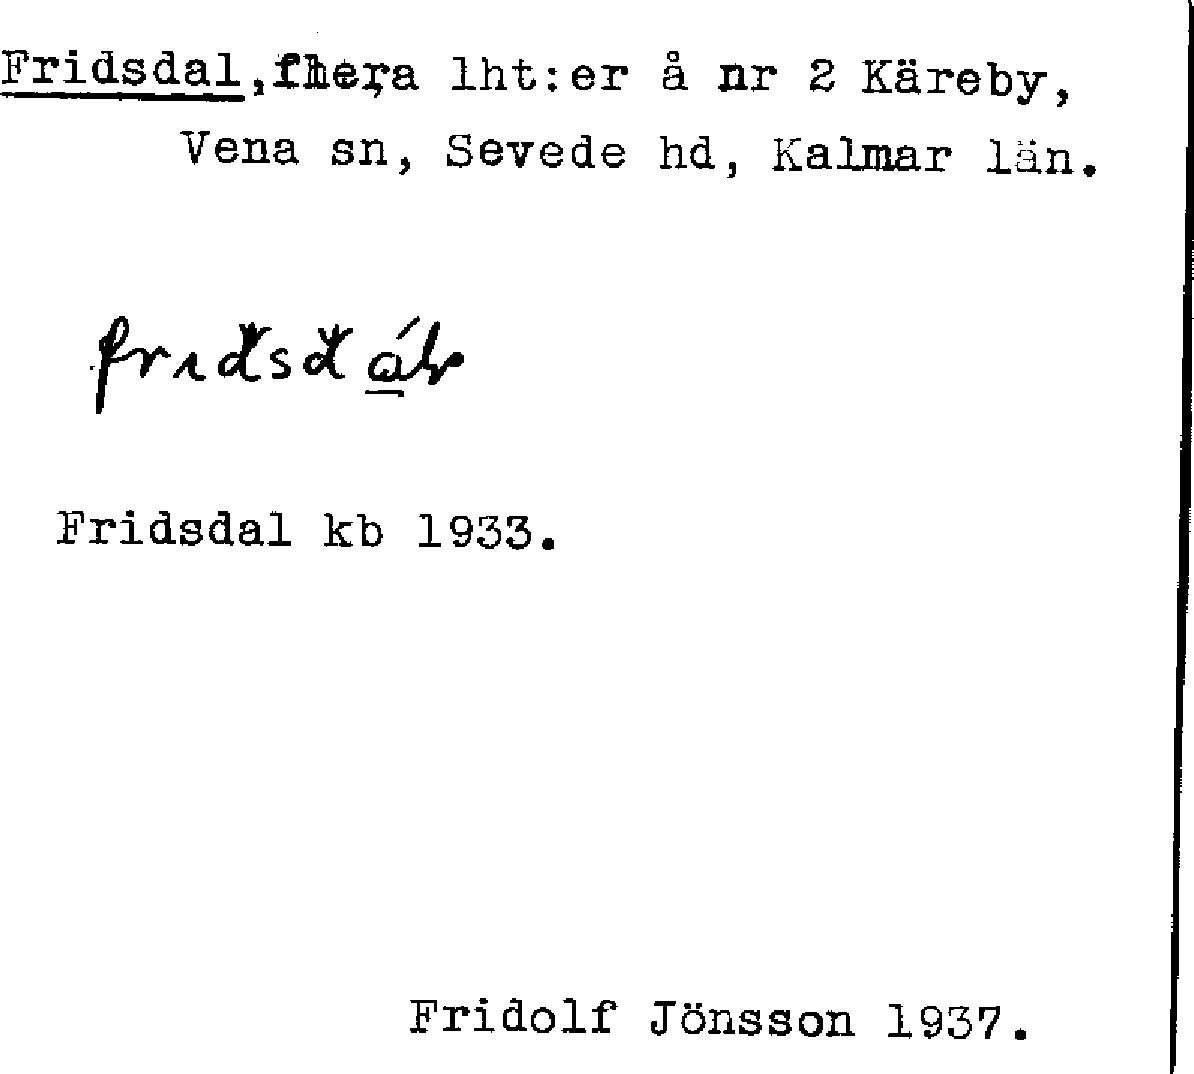 Fridsdal, flera lht:er å nr 2 Käreby,
Vena sn, Sevede hd, Kalmar län.
Fridsdal kb 1933.
Fridolf Jönsson 1937.